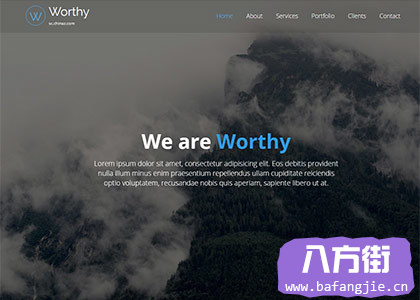 Worthy
Home About Services Portfolio Clients Contact
We are Worthy
Lorem ipsum dolor sit amet, consectetur adipisicing elit. Eos debitis provident
nulla illum minus enim praesentium repellendus ullam cupiditate reiciendis
optio voluptatem, recusandae nobis quis aperiam, sapiente libero ut at.
八方街
www.bafangjie.cn